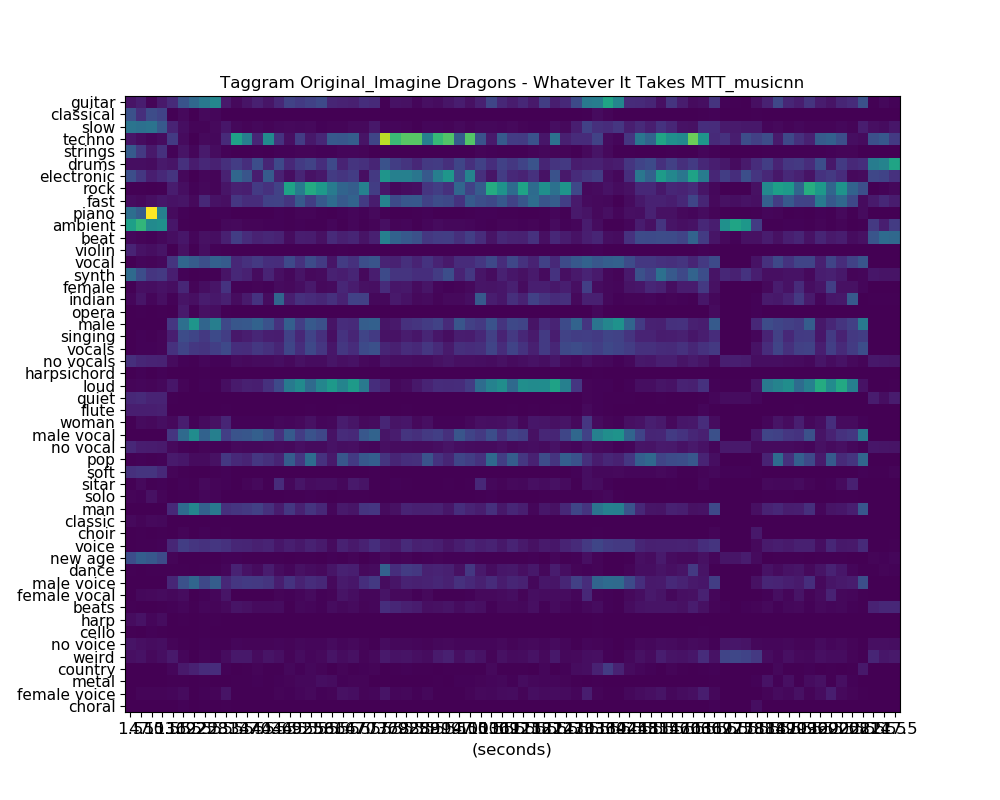 Taggram Original_Imagine Dragons - Whatever It Takes MTT_musicnn
guitar
classical
slow
techno
strings
drums
electronic
rock
fast
piano
ambient
beat
violin
vocal
synth
female
indian
opera
male
singing
vocals
no vocals
harpsichord
loud
quiet
flute
woman
male vocal
no vocal
pop
soft
sitar
solo
man
classic
choir
voice
new age
dance
male voice
female vocal
beats
harp
cello
no voice
weird
country
metal
female voice
choral
(seconds)